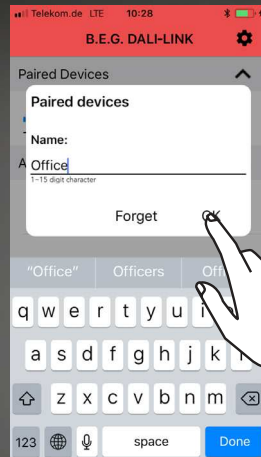 Telekom.de LTE 10:28
B.E.G. DALI-LINK
Paired Devices
Paired devices
Name:
A Office
1–15 digit character
Forget OK
"Office" Officers
q w e r t y u i
a s d f g h j k
z x c v b n m
123 space Done